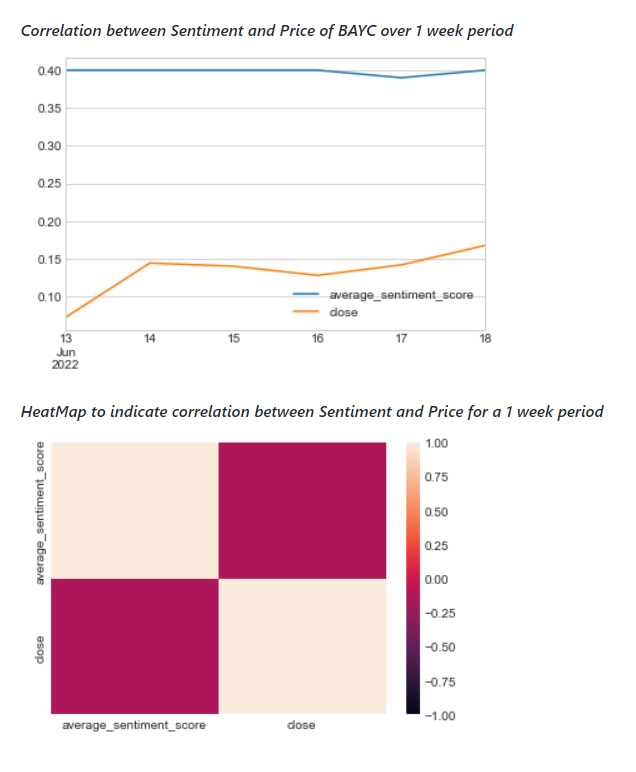 Correlation between Sentiment and Price of BAYC over 1 week period
0.40
0.35
0.30
0.25
0.20
0.15
0.10
average_sentiment_score
close
13
Jun
2022
14
15
16
17
18
HeatMap to indicate correlation between Sentiment and Price for a 1 week period
average_sentiment_score
close
average_sentiment_score
close
1.00
0.75
0.50
0.25
0.00
−0.25
−0.50
−0.75
−1.00